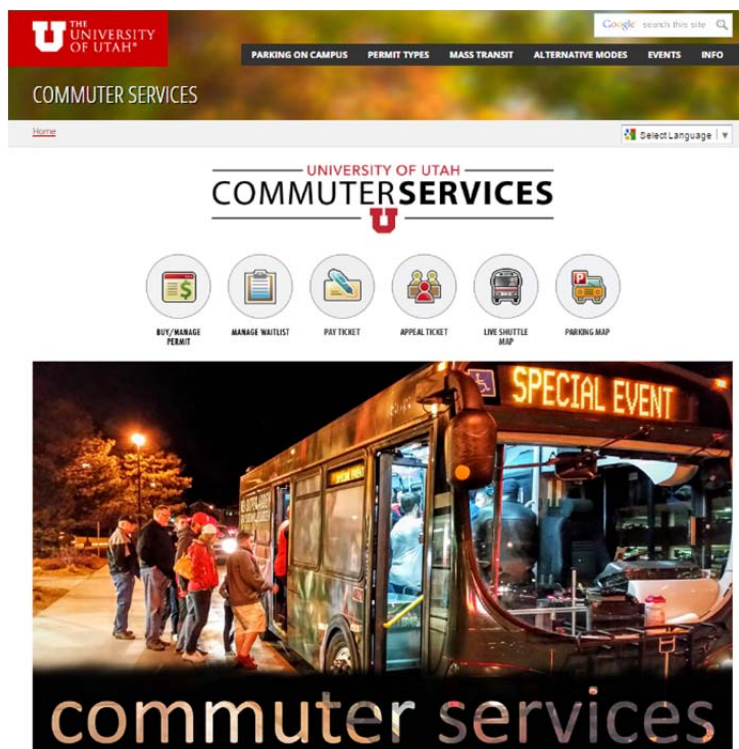 THE
UNIVERSITY
OF UTAH®
Google search this site
PARKING ON CAMPUS PERMIT TYPES MASS TRANSIT ALTERNATIVE MODES EVENTS INFO
COMMUTER SERVICES
Home
Select Language
UNIVERSITY OF UTAH
COMMUTERSERVICES
U
BUY/MANAGE
PERMIT
MANAGE WAITLIST
PAY TICKET
APPEAL TICKET
LIVE SHUTTLE
MAP
PARKING MAP
SPECIAL EVENT
SPECIAL EVENT
commuter services